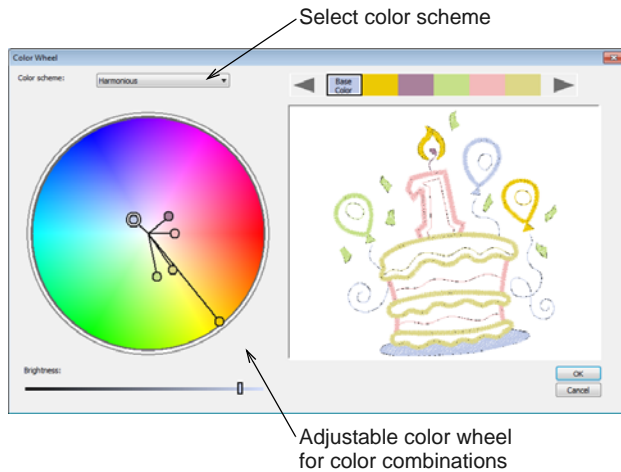 Select color scheme
Color Wheel
Color scheme:
Harmonious
Base
Color
1
Brightness:
OK
Cancel
Adjustable color wheel
for color combinations